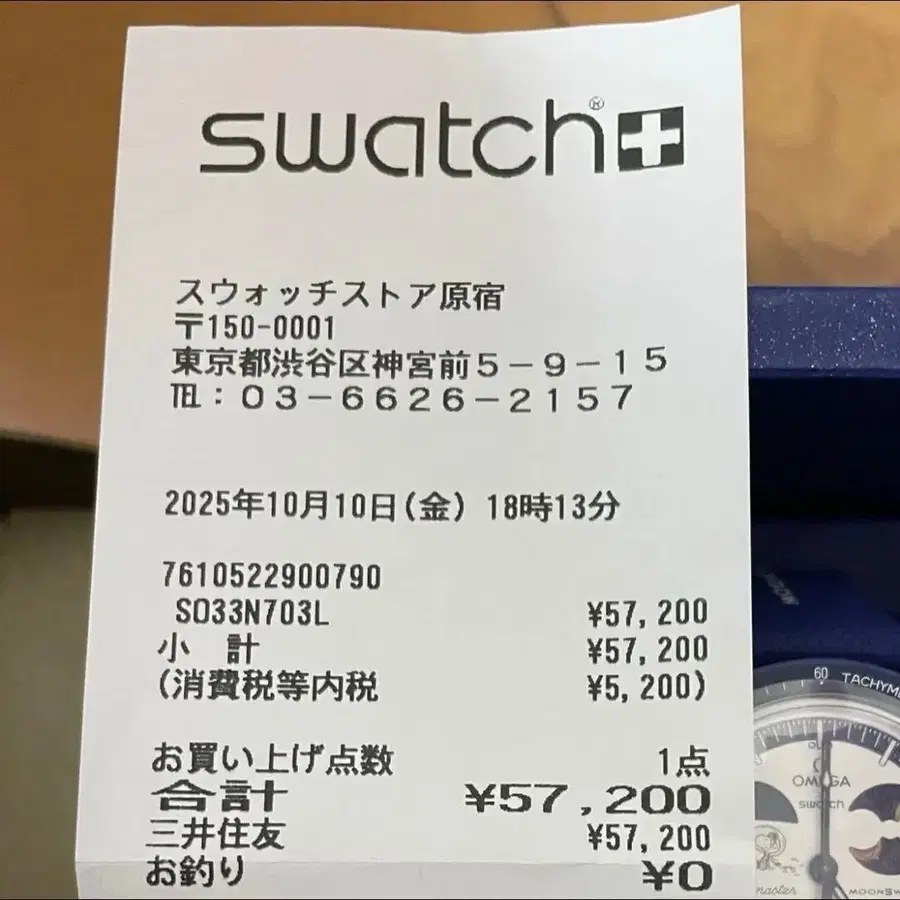 swatch®
スウォッチストア原宿
〒150-0001
東京都渋谷区神宮前5-9-15
℡:03-6626-2157
2025年10月10日(金) 18時13分
7610522900790
SO33N703L ¥57,200
小 計 ¥57,200
(消費税等内税 ¥5,200)
お買い上げ点数 1点
合計 ¥57,200
三井住友 ¥57,200
お釣り ¥0
60 TACHYM
Ω
OMEGA
swatch
master
MOONSW